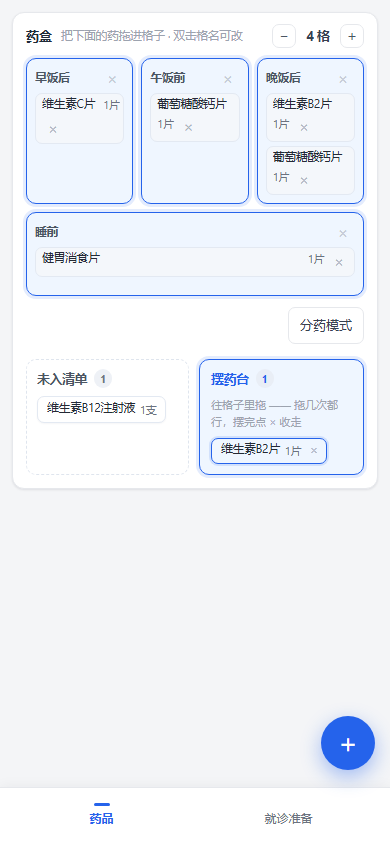 药盒 把下面的药拖进格子 · 双击格名可改 − 4 格 +
早饭后 ×
维生素C片 1片
×
午饭前 ×
葡萄糖酸钙片
1片 ×
晚饭后 ×
维生素B2片
1片 ×
葡萄糖酸钙片
1片 ×
睡前 ×
健胃消食片 1片 ×
分药模式
未入清单 1
维生素B12注射液 1支
摆药台 1
往格子里拖 —— 拖几次都
行，摆完点 × 收走
维生素B2片 1片 ×
+
药品 就诊准备